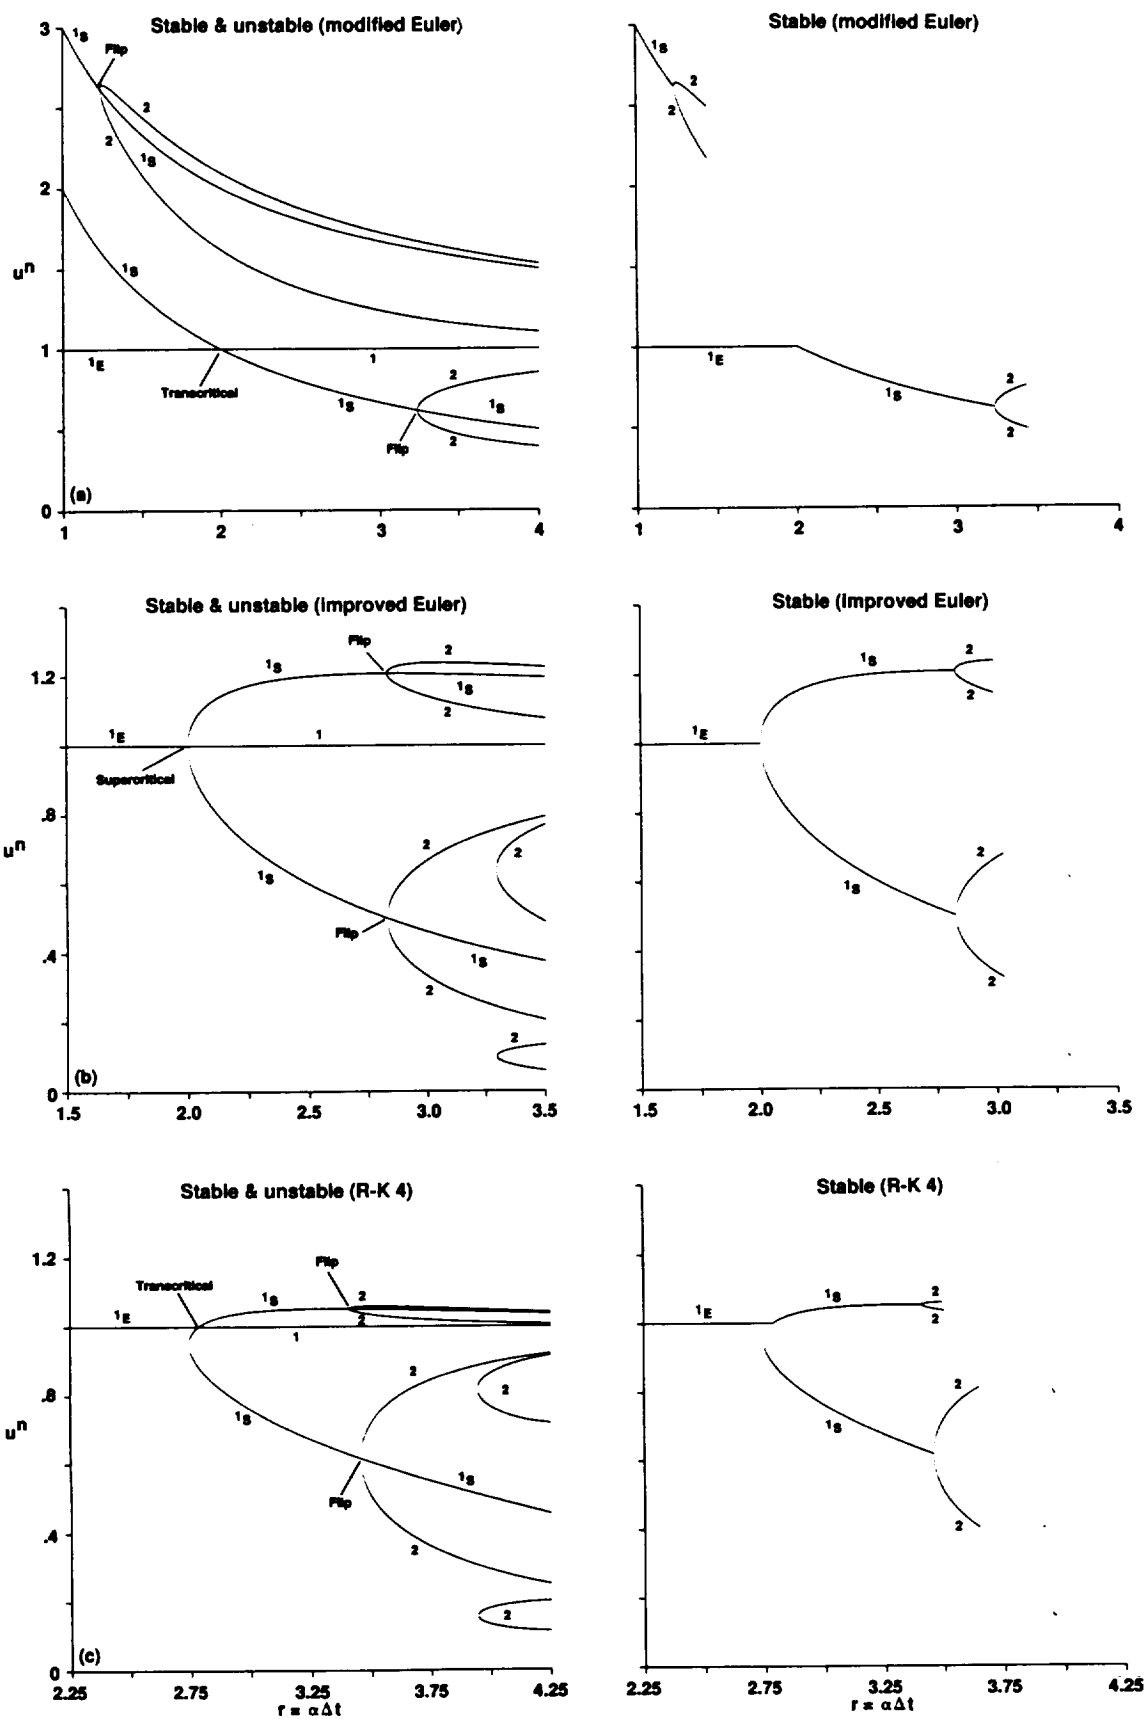 Stable & unstable (modified Euler)
Stable (modified Euler)
3
2
1
0
u^n
1S
Flip
2
2
1S
1S
1E
1
Transcritical
1S
2
1S
2
Flip
(a)
1 2 3 4
1S
2
2
1E
1S
2
2
1 2 3 4
Stable & unstable (improved Euler)
Stable (improved Euler)
1.2
.8
.4
0
u^n
Flip
1S
2
1S
2
1E
1
Supercritical
2
2
1S
Flip
1S
2
2
(b)
1.5 2.0 2.5 3.0 3.5
1S
2
2
1E
2
1S
2
1.5 2.0 2.5 3.0 3.5
Stable & unstable (R-K 4)
Stable (R-K 4)
1.2
.8
.4
0
u^n
Flip
Transcritical
1S
2
1E
2
1
2
2
1S
1S
Flip
2
2
(c)
2.25 2.75 3.25 3.75 4.25
r = αΔt
1S
2
1E
2
2
1S
2
2.25 2.75 3.25 3.75 4.25
r = αΔt